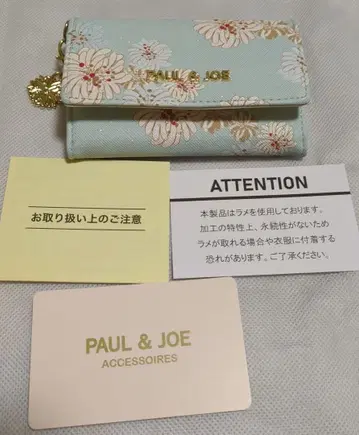 PAUL & JOE
お取り扱い上のご注意
ATTENTION
本製品はラメを使用しております。
加工の特性上、永続性がないため
ラメが取れる場合や衣服に付着する
恐れがあります。ご了承ください。
PAUL & JOE
ACCESSOIRES